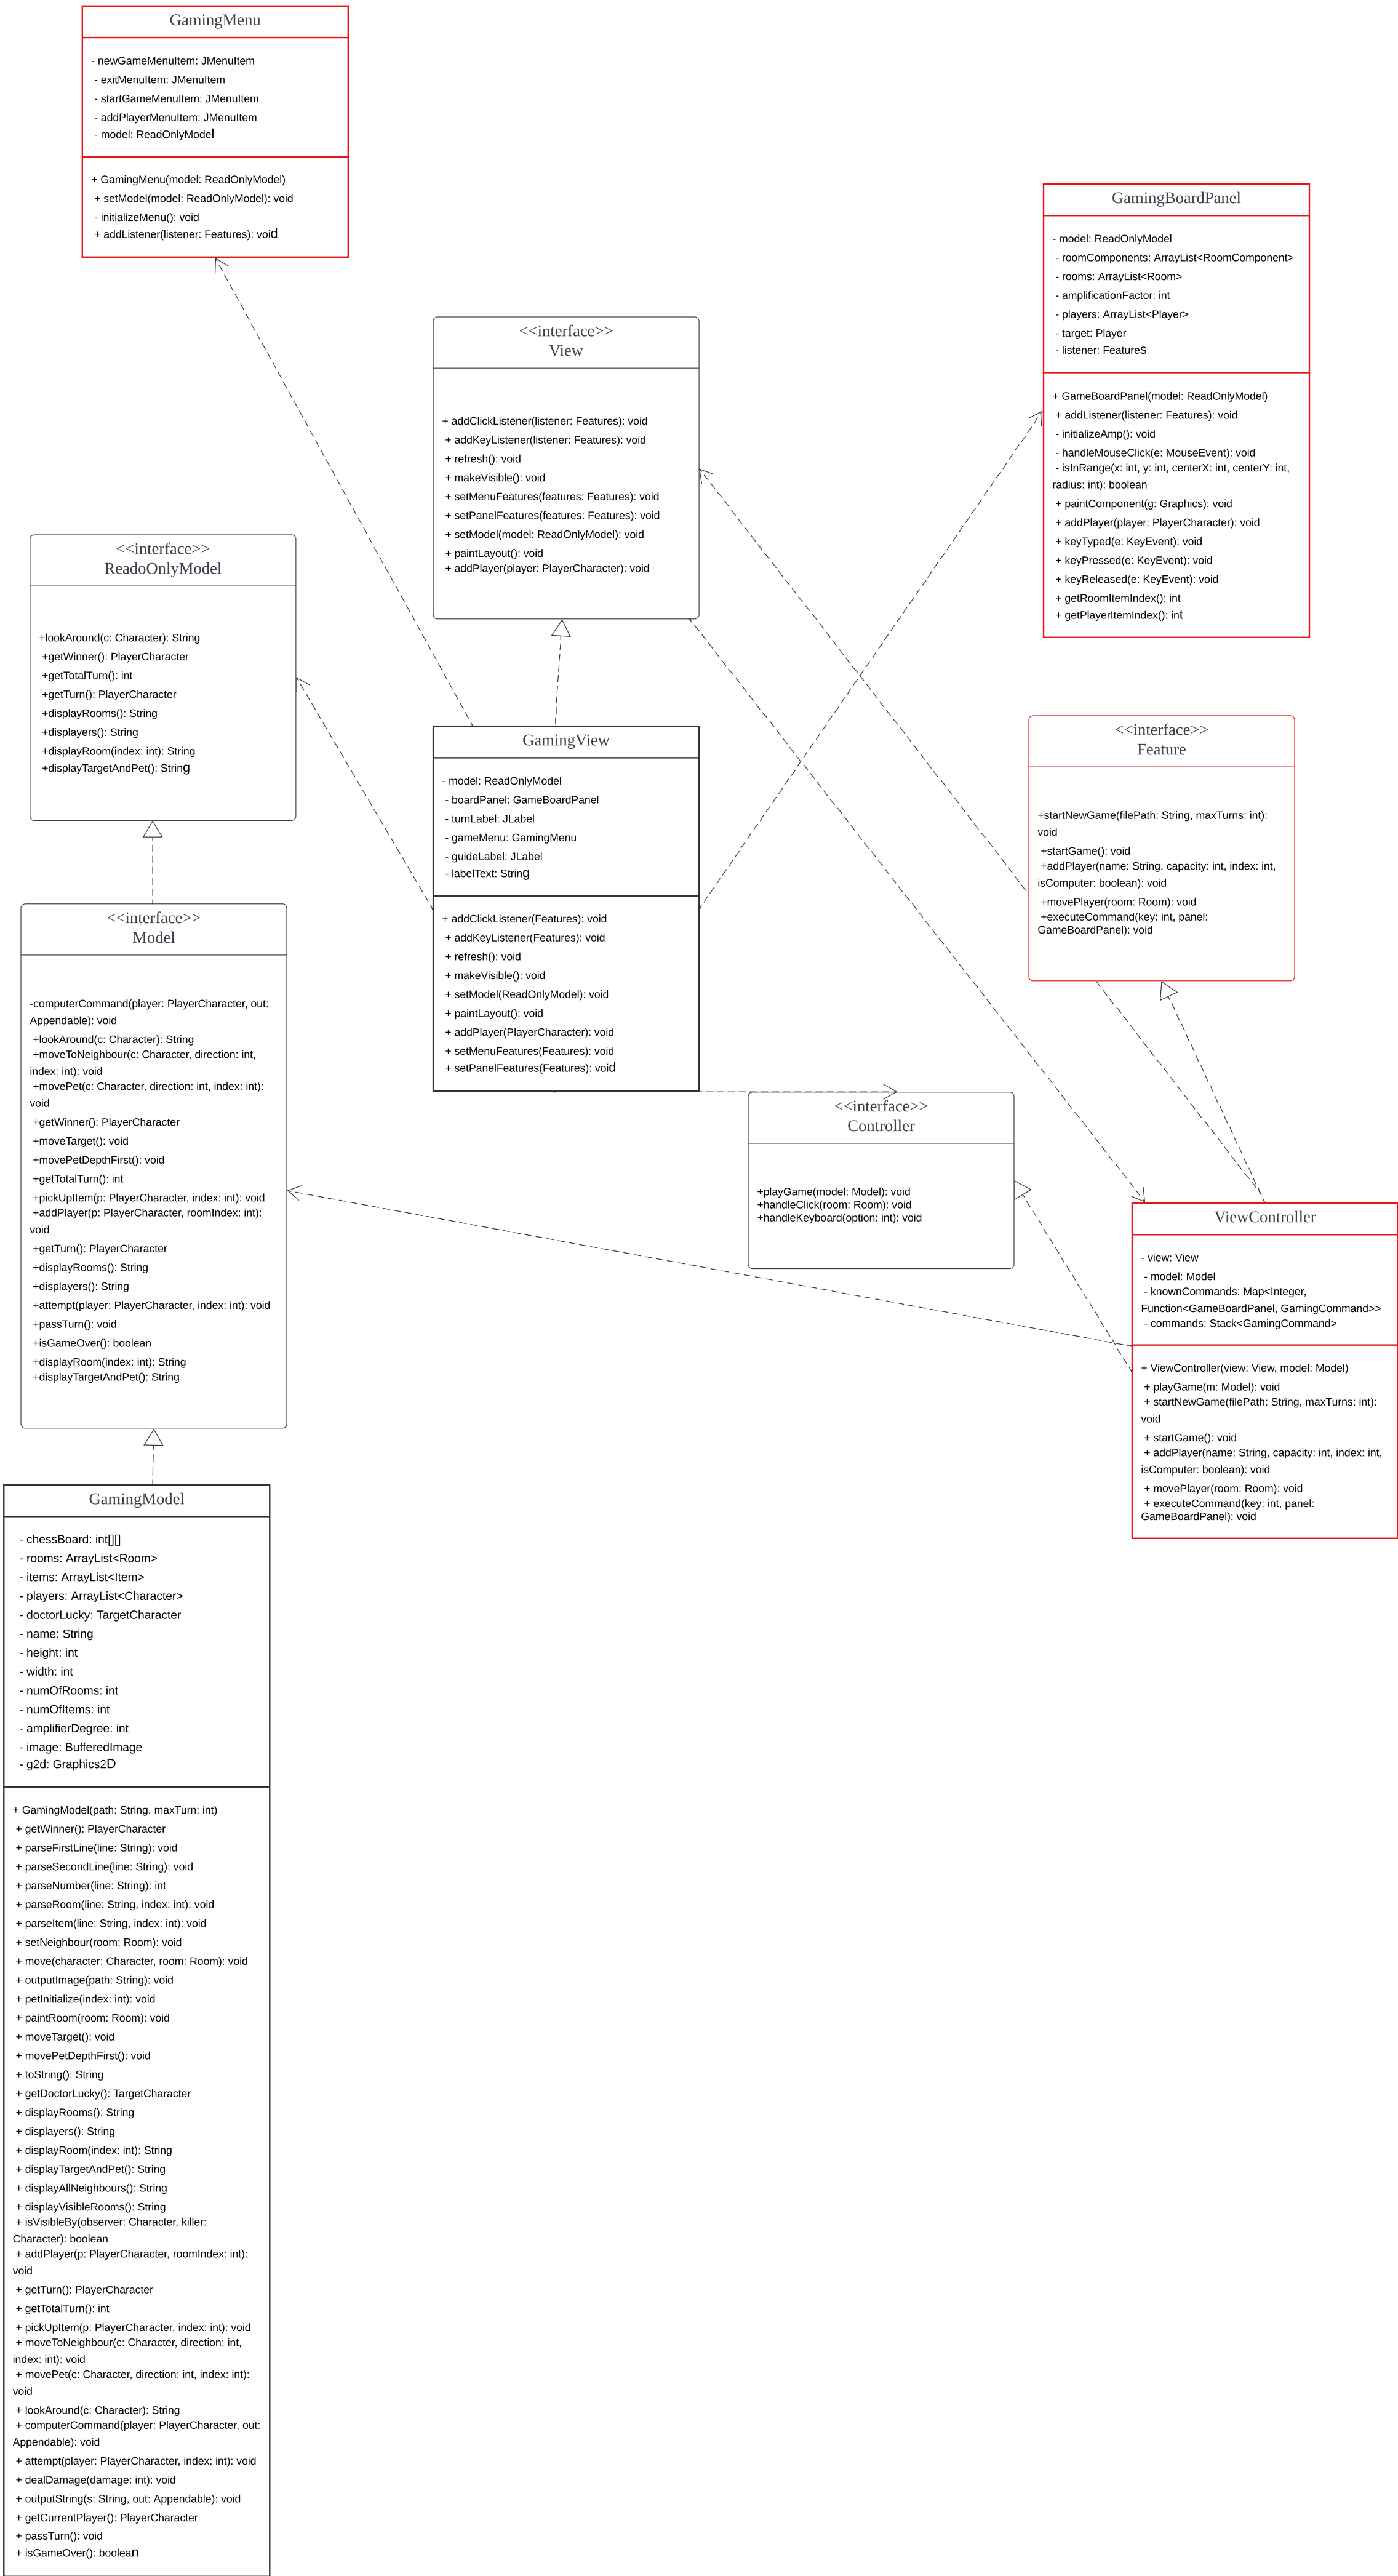 GamingMenu
- newGameMenuItem: JMenuItem
- exitMenuItem: JMenuItem
- startGameMenuItem: JMenuItem
- addPlayerMenuItem: JMenuItem
- model: ReadOnlyModel
+ GamingMenu(model: ReadOnlyModel)
+ setModel(model: ReadOnlyModel): void
- initializeMenu(): void
+ addListener(listener: Features): void
GamingBoardPanel
- model: ReadOnlyModel
- roomComponents: ArrayList<RoomComponent>
- rooms: ArrayList<Room>
- amplificationFactor: int
- players: ArrayList<Player>
- target: Player
- listener: Features
+ GameBoardPanel(model: ReadOnlyModel)
+ addListener(listener: Features): void
- initializeAmp(): void
- handleMouseClick(e: MouseEvent): void
- isInRange(x: int, y: int, centerX: int, centerY: int,
radius: int): boolean
+ paintComponent(g: Graphics): void
+ addPlayer(player: PlayerCharacter): void
+ keyTyped(e: KeyEvent): void
+ keyPressed(e: KeyEvent): void
+ keyReleased(e: KeyEvent): void
+ getRoomItemIndex(): int
+ getPlayerItemIndex(): int
<<interface>>
View
+ addClickListener(listener: Features): void
+ addKeyListener(listener: Features): void
+ refresh(): void
+ makeVisible(): void
+ setMenuFeatures(features: Features): void
+ setPanelFeatures(features: Features): void
+ setModel(model: ReadOnlyModel): void
+ paintLayout(): void
+ addPlayer(player: PlayerCharacter): void
<<interface>>
ReadoOnlyModel
+lookAround(c: Character): String
+getWinner(): PlayerCharacter
+getTotalTurn(): int
+getTurn(): PlayerCharacter
+displayRooms(): String
+displayers(): String
+displayRoom(index: int): String
+displayTargetAndPet(): String
GamingView
- model: ReadOnlyModel
- boardPanel: GameBoardPanel
- turnLabel: JLabel
- gameMenu: GamingMenu
- guideLabel: JLabel
- labelText: String
+ addClickListener(Features): void
+ addKeyListener(Features): void
+ refresh(): void
+ makeVisible(): void
+ setModel(ReadOnlyModel): void
+ paintLayout(): void
+ addPlayer(PlayerCharacter): void
+ setMenuFeatures(Features): void
+ setPanelFeatures(Features): void
<<interface>>
Feature
+startNewGame(filePath: String, maxTurns: int):
void
+startGame(): void
+addPlayer(name: String, capacity: int, index: int,
isComputer: boolean): void
+movePlayer(room: Room): void
+executeCommand(key: int, panel:
GameBoardPanel): void
<<interface>>
Model
-computerCommand(player: PlayerCharacter, out:
Appendable): void
+lookAround(c: Character): String
+moveToNeighbour(c: Character, direction: int,
index: int): void
+movePet(c: Character, direction: int, index: int):
void
+getWinner(): PlayerCharacter
+moveTarget(): void
+movePetDepthFirst(): void
+getTotalTurn(): int
+pickUpItem(p: PlayerCharacter, index: int): void
+addPlayer(p: PlayerCharacter, roomIndex: int):
void
+getTurn(): PlayerCharacter
+displayRooms(): String
+displayers(): String
+attempt(player: PlayerCharacter, index: int): void
+passTurn(): void
+isGameOver(): boolean
+displayRoom(index: int): String
+displayTargetAndPet(): String
<<interface>>
Controller
+playGame(model: Model): void
+handleClick(room: Room): void
+handleKeyboard(option: int): void
ViewController
- view: View
- model: Model
- knownCommands: Map<Integer,
Function<GameBoardPanel, GamingCommand>>
- commands: Stack<GamingCommand>
+ ViewController(view: View, model: Model)
+ playGame(m: Model): void
+ startNewGame(filePath: String, maxTurns: int):
void
+ startGame(): void
+ addPlayer(name: String, capacity: int, index: int,
isComputer: boolean): void
+ movePlayer(room: Room): void
+ executeCommand(key: int, panel:
GameBoardPanel): void
GamingModel
- chessBoard: int[][]
- rooms: ArrayList<Room>
- items: ArrayList<Item>
- players: ArrayList<Character>
- doctorLucky: TargetCharacter
- name: String
- height: int
- width: int
- numOfRooms: int
- numOfItems: int
- amplifierDegree: int
- image: BufferedImage
- g2d: Graphics2D
+ GamingModel(path: String, maxTurn: int)
+ getWinner(): PlayerCharacter
+ parseFirstLine(line: String): void
+ parseSecondLine(line: String): void
+ parseNumber(line: String): int
+ parseRoom(line: String, index: int): void
+ parseItem(line: String, index: int): void
+ setNeighbour(room: Room): void
+ move(character: Character, room: Room): void
+ outputImage(path: String): void
+ petInitialize(index: int): void
+ paintRoom(room: Room): void
+ moveTarget(): void
+ movePetDepthFirst(): void
+ toString(): String
+ getDoctorLucky(): TargetCharacter
+ displayRooms(): String
+ displayers(): String
+ displayRoom(index: int): String
+ displayTargetAndPet(): String
+ displayAllNeighbours(): String
+ displayVisibleRooms(): String
+ isVisibleBy(observer: Character, killer:
Character): boolean
+ addPlayer(p: PlayerCharacter, roomIndex: int):
void
+ getTurn(): PlayerCharacter
+ getTotalTurn(): int
+ pickUpItem(p: PlayerCharacter, index: int): void
+ moveToNeighbour(c: Character, direction: int,
index: int): void
+ movePet(c: Character, direction: int, index: int):
void
+ lookAround(c: Character): String
+ computerCommand(player: PlayerCharacter, out:
Appendable): void
+ attempt(player: PlayerCharacter, index: int): void
+ dealDamage(damage: int): void
+ outputString(s: String, out: Appendable): void
+ getCurrentPlayer(): PlayerCharacter
+ passTurn(): void
+ isGameOver(): boolean